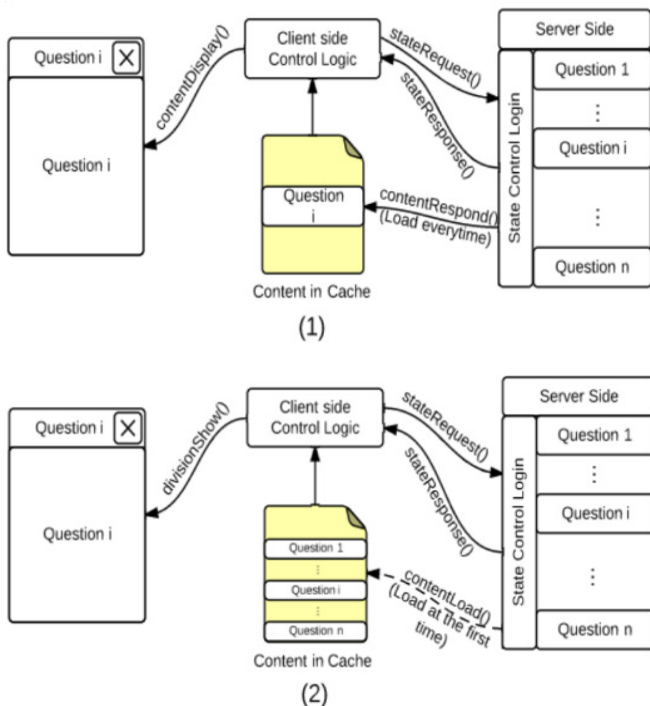 Question i
X
Question i
contentDisplay()
Client side
Control Logic
stateRequest()
stateResponse()
Question
i
Content in Cache
contentRespond()
(Load everytime)
Server Side
State Control Login
Question 1
⋮
Question i
⋮
Question n
(1)
Question i
X
Question i
divisionShow()
Client side
Control Logic
stateRequest()
stateResponse()
Question 1
⋮
Question i
⋮
Question n
Content in Cache
contentLoad()
(Load at the first
time)
Server Side
State Control Login
Question 1
⋮
Question i
⋮
Question n
(2)